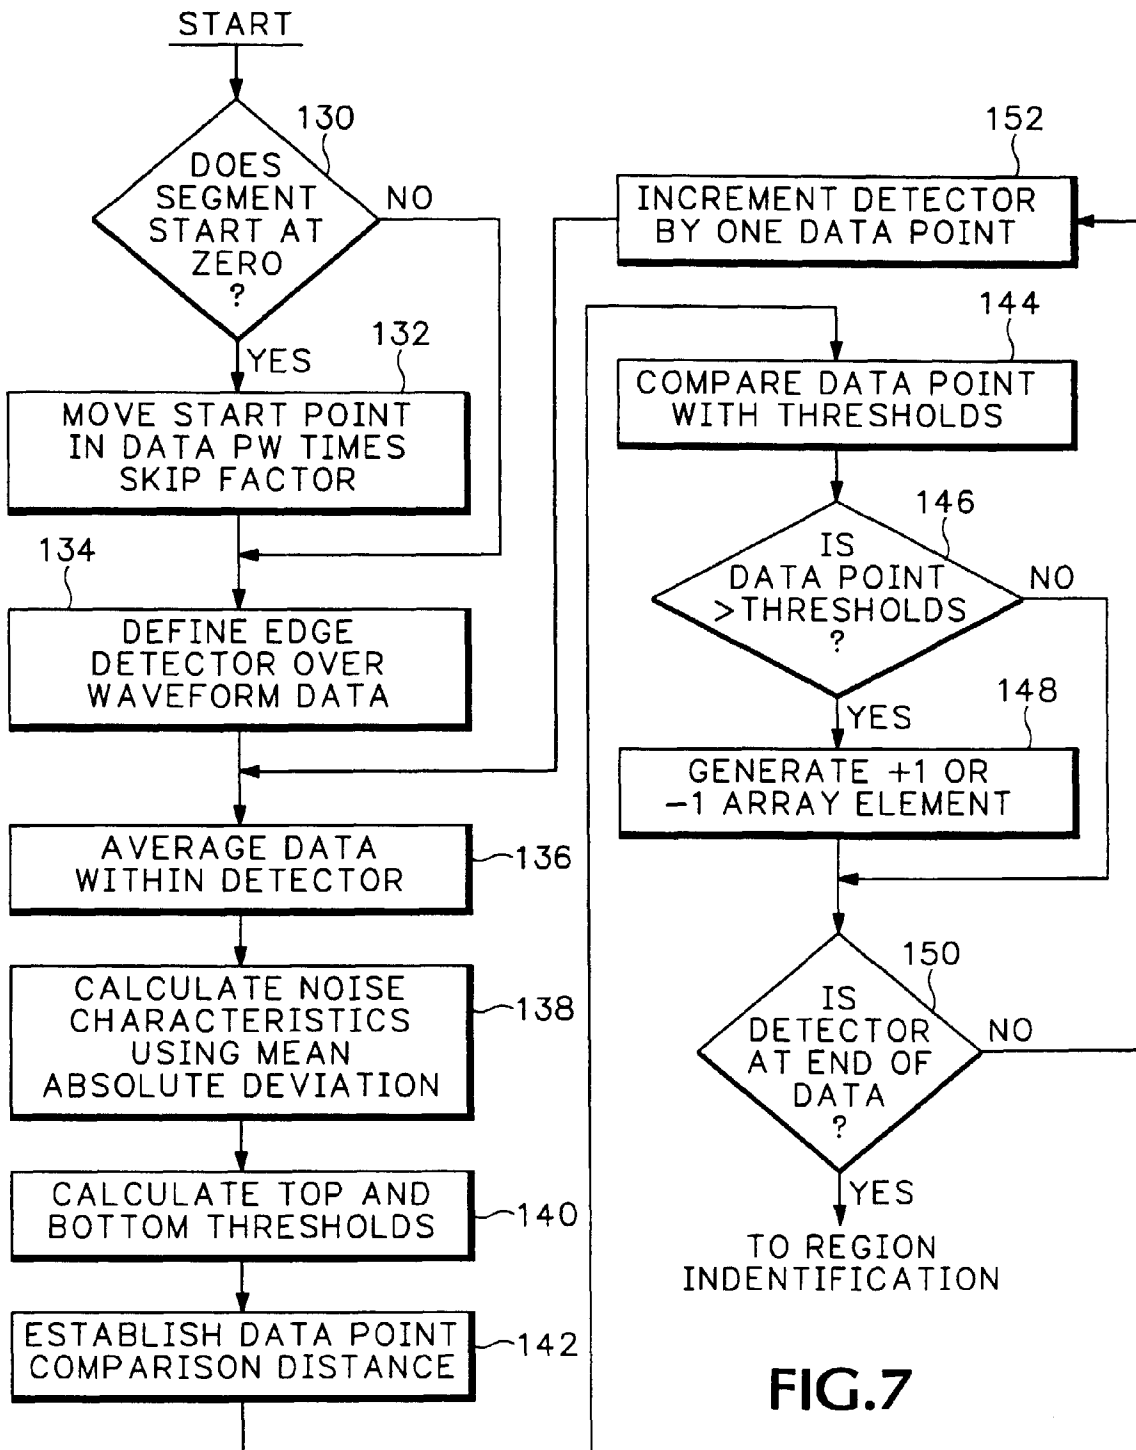 START
130
DOES
SEGMENT
START AT
ZERO
?
NO
YES
132
MOVE START POINT
IN DATA PW TIMES
SKIP FACTOR
134
DEFINE EDGE
DETECTOR OVER
WAVEFORM DATA
AVERAGE DATA
WITHIN DETECTOR
136
CALCULATE NOISE
CHARACTERISTICS
USING MEAN
ABSOLUTE DEVIATION
138
CALCULATE TOP AND
BOTTOM THRESHOLDS
140
ESTABLISH DATA POINT
COMPARISON DISTANCE
142
152
INCREMENT DETECTOR
BY ONE DATA POINT
144
COMPARE DATA POINT
WITH THRESHOLDS
146
IS
DATA POINT
>THRESHOLDS
?
NO
YES
148
GENERATE +1 OR
-1 ARRAY ELEMENT
150
IS
DETECTOR
AT END OF
DATA
?
NO
YES
TO REGION
INDENTIFICATION
FIG.7